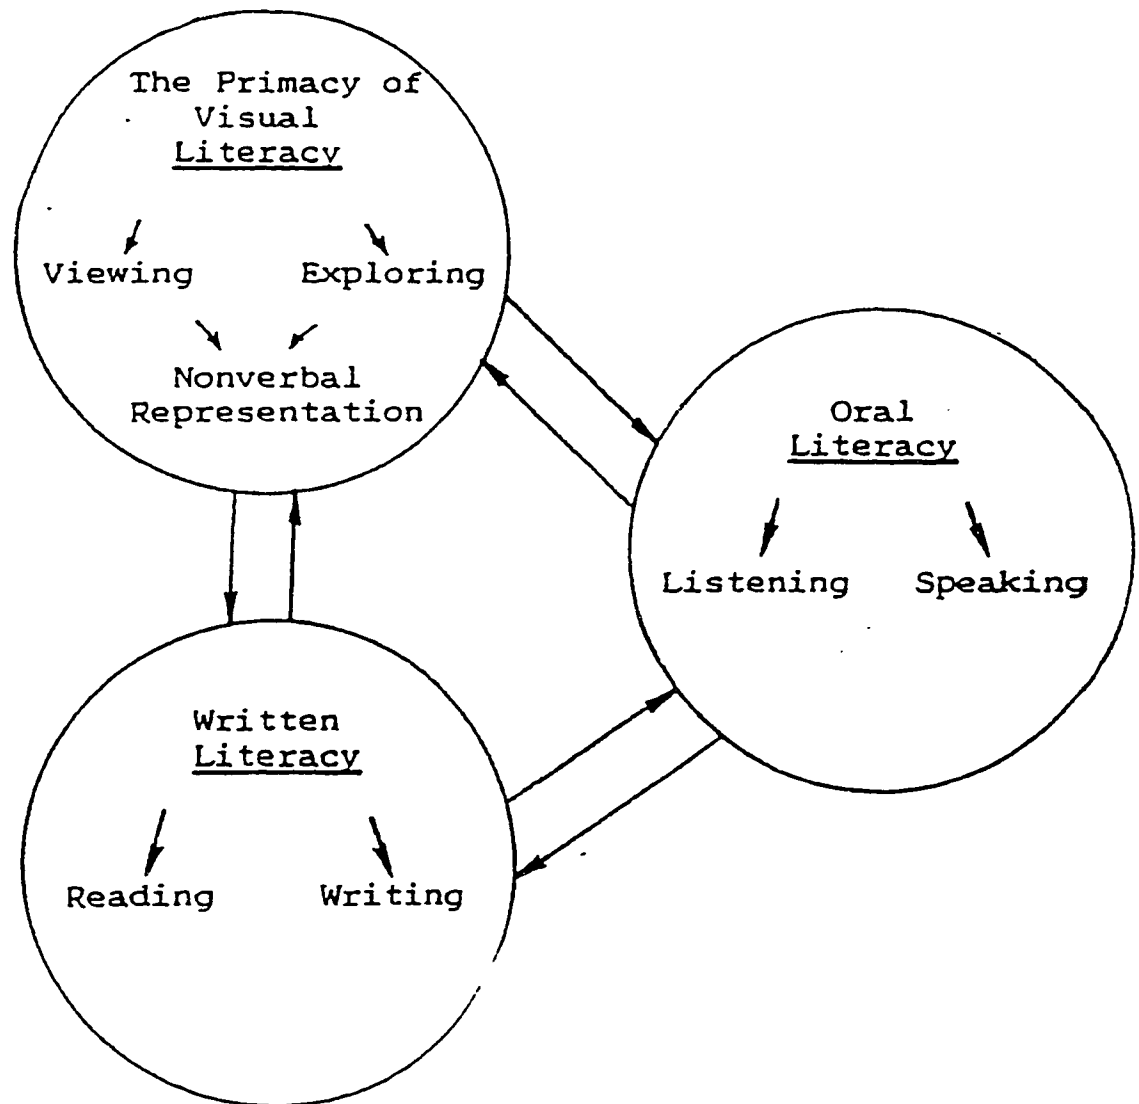 The Primacy of
Visual
Literacy
Viewing Exploring
Nonverbal
Representation
Oral
Literacy
Listening Speaking
Written
Literacy
Reading Writing